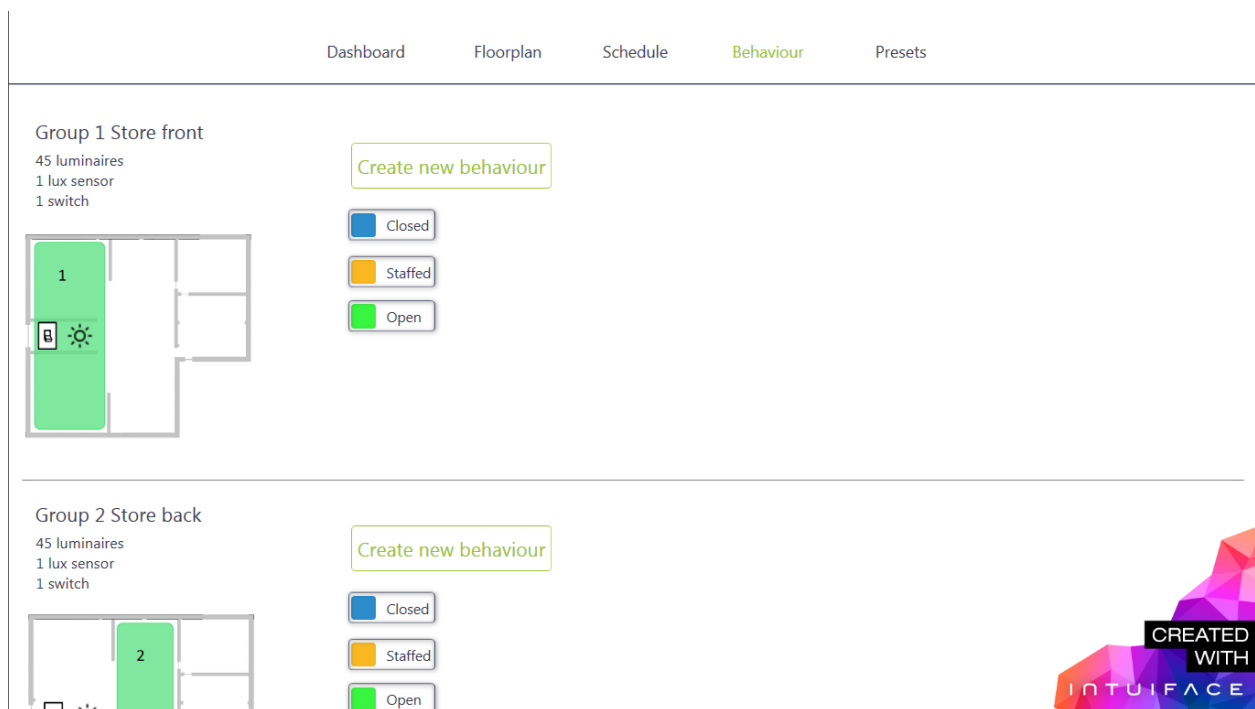 Dashboard Floorplan Schedule Behaviour Presets
Group 1 Store front
45 luminaires
1 lux sensor
1 switch
Create new behaviour
Closed
Staffed
Open
1
Group 2 Store back
45 luminaires
1 lux sensor
1 switch
Create new behaviour
Closed
Staffed
Open
2
CREATED
WITH
INTUIFACE